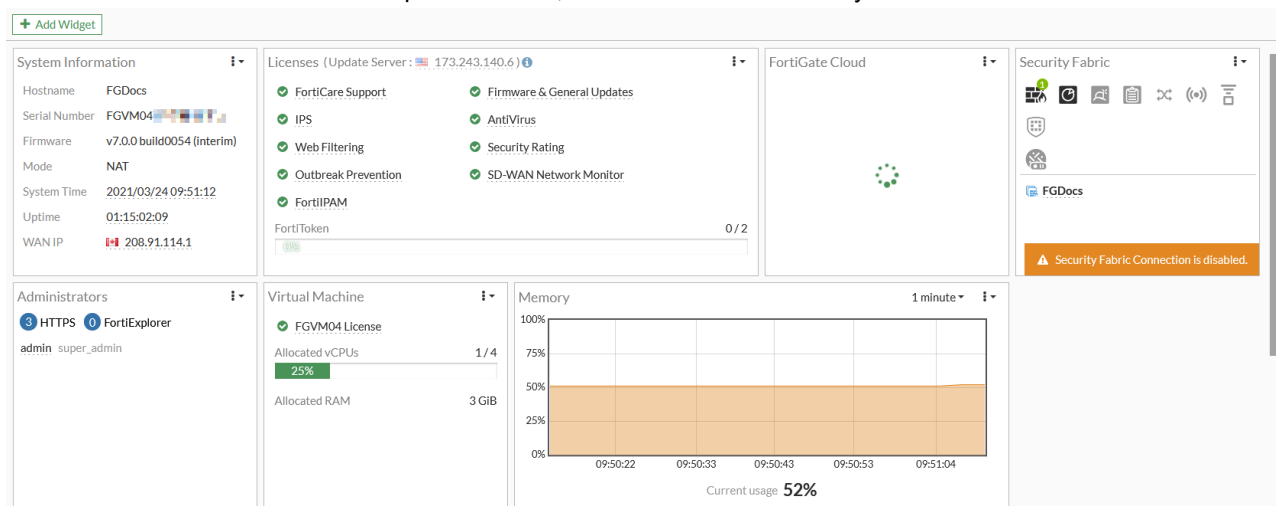 + Add Widget
System Information
Hostname FGDocs
Serial Number FGVM04
Firmware v7.0.0 build0054 (interim)
Mode NAT
System Time 2021/03/24 09:51:12
Uptime 01:15:02:09
WAN IP 208.91.114.1
Licenses (Update Server: 173.243.140.6)
FortiCare Support Firmware & General Updates
IPS AntiVirus
Web Filtering Security Rating
Outbreak Prevention SD-WAN Network Monitor
FortiIPAM
FortiToken 0 / 2
0%
FortiGate Cloud
Security Fabric
1
FGDocs
Security Fabric Connection is disabled.
Administrators
3 HTTPS 0 FortiExplorer
admin super_admin
Virtual Machine
FGVM04 License
Allocated vCPUs 1 / 4
25%
Allocated RAM 3 GiB
Memory 1 minute
100%
75%
50%
25%
0%
09:50:22 09:50:33 09:50:43 09:50:53 09:51:04
Current usage 52%